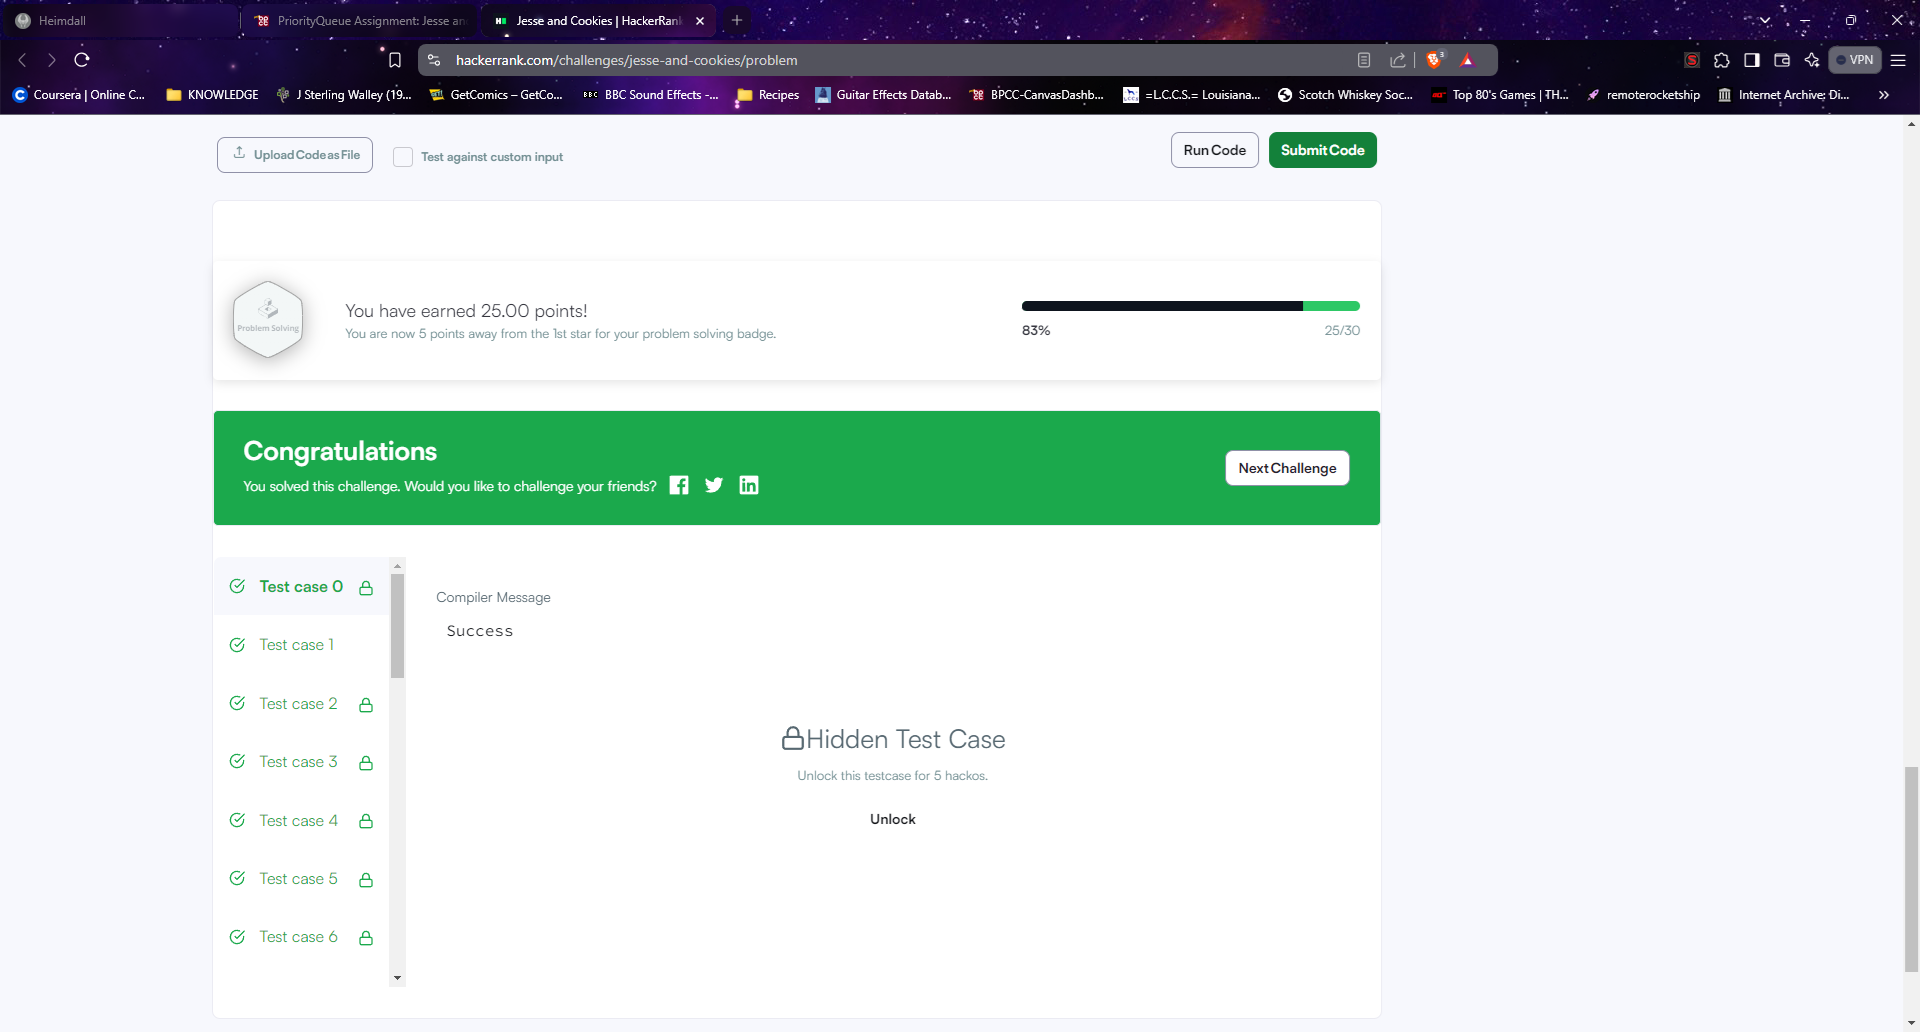 Heimdall
PriorityQueue Assignment: Jesse an
Jesse and Cookies | HackerRank
hackerrank.com/challenges/jesse-and-cookies/problem
3
VPN
Coursera | Online C...
KNOWLEDGE
J Sterling Walley (19...
GetComics – GetCo...
BBC
BBC Sound Effects -...
Recipes
Guitar Effects Datab...
BPCC-CanvasDashb...
=L.C.C.S.= Louisiana...
Scotch Whiskey Soc...
Top 80's Games | TH...
remoterocketship
Internet Archive: Di...
Upload Code as File
Test against custom input
Run Code
Submit Code
Problem Solving
You have earned 25.00 points!
You are now 5 points away from the 1st star for your problem solving badge.
83%
25/30
Congratulations
You solved this challenge. Would you like to challenge your friends?
Next Challenge
Test case 0
Test case 1
Test case 2
Test case 3
Test case 4
Test case 5
Test case 6
Compiler Message
Success
Hidden Test Case
Unlock this testcase for 5 hackos.
Unlock